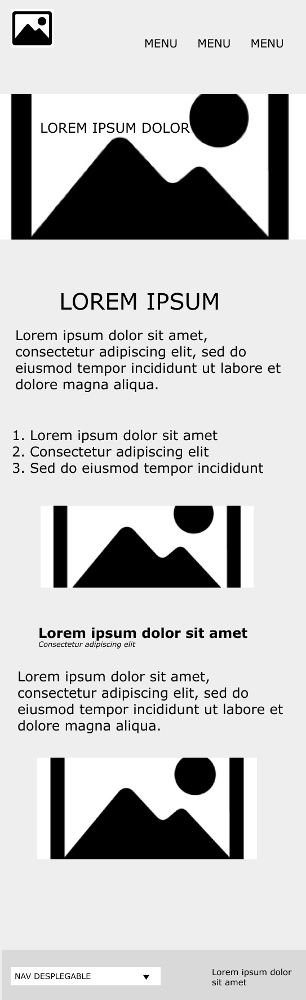 MENU MENU MENU
LOREM IPSUM DOLOR
LOREM IPSUM
Lorem ipsum dolor sit amet,
consectetur adipiscing elit, sed do
eiusmod tempor incididunt ut labore et
dolore magna aliqua.
1. Lorem ipsum dolor sit amet
2. Consectetur adipiscing elit
3. Sed do eiusmod tempor incididunt
Lorem ipsum dolor sit amet
Consectetur adipiscing elit
Lorem ipsum dolor sit amet,
consectetur adipiscing elit, sed do
eiusmod tempor incididunt ut labore et
dolore magna aliqua.
NAV DESPLEGABLE
Lorem ipsum dolor
sit amet